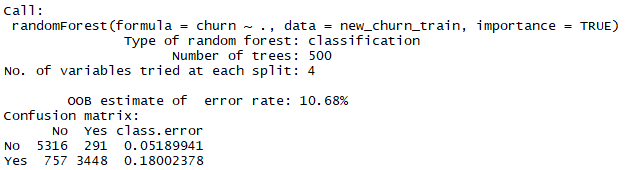 Call:
randomForest(formula = churn ~ ., data = new_churn_train, importance = TRUE)
Type of random forest: classification
Number of trees: 500
No. of variables tried at each split: 4
OOB estimate of error rate: 10.68%
Confusion matrix:
No Yes class.error
No 5316 291 0.05189941
Yes 757 3448 0.18002378